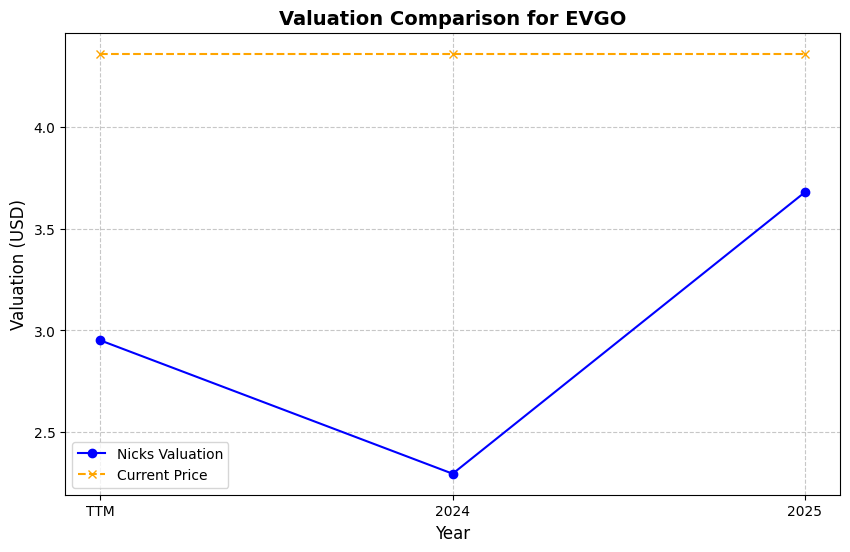 Valuation Comparison for EVGO
Valuation (USD)
4.0
3.5
3.0
2.5
Nicks Valuation
Current Price
TTM
2024
2025
Year